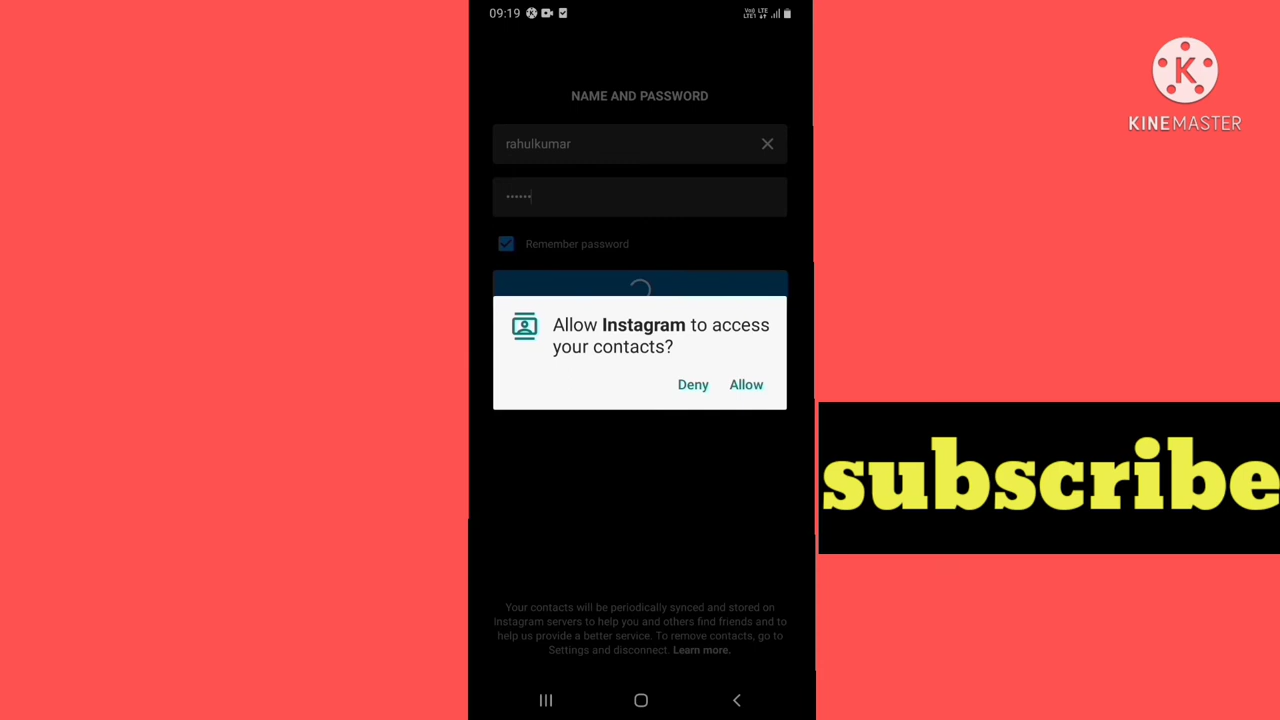 09:19
NAME AND PASSWORD
rahulkumar
••••••
Remember password
Allow Instagram to access
your contacts?
Deny Allow
Your contacts will be periodically synced and stored on
Instagram servers to help you and others find friends and to
help us provide a better service. To remove contacts, go to
Settings and disconnect. Learn more.
K
KINEMASTER
subscribe